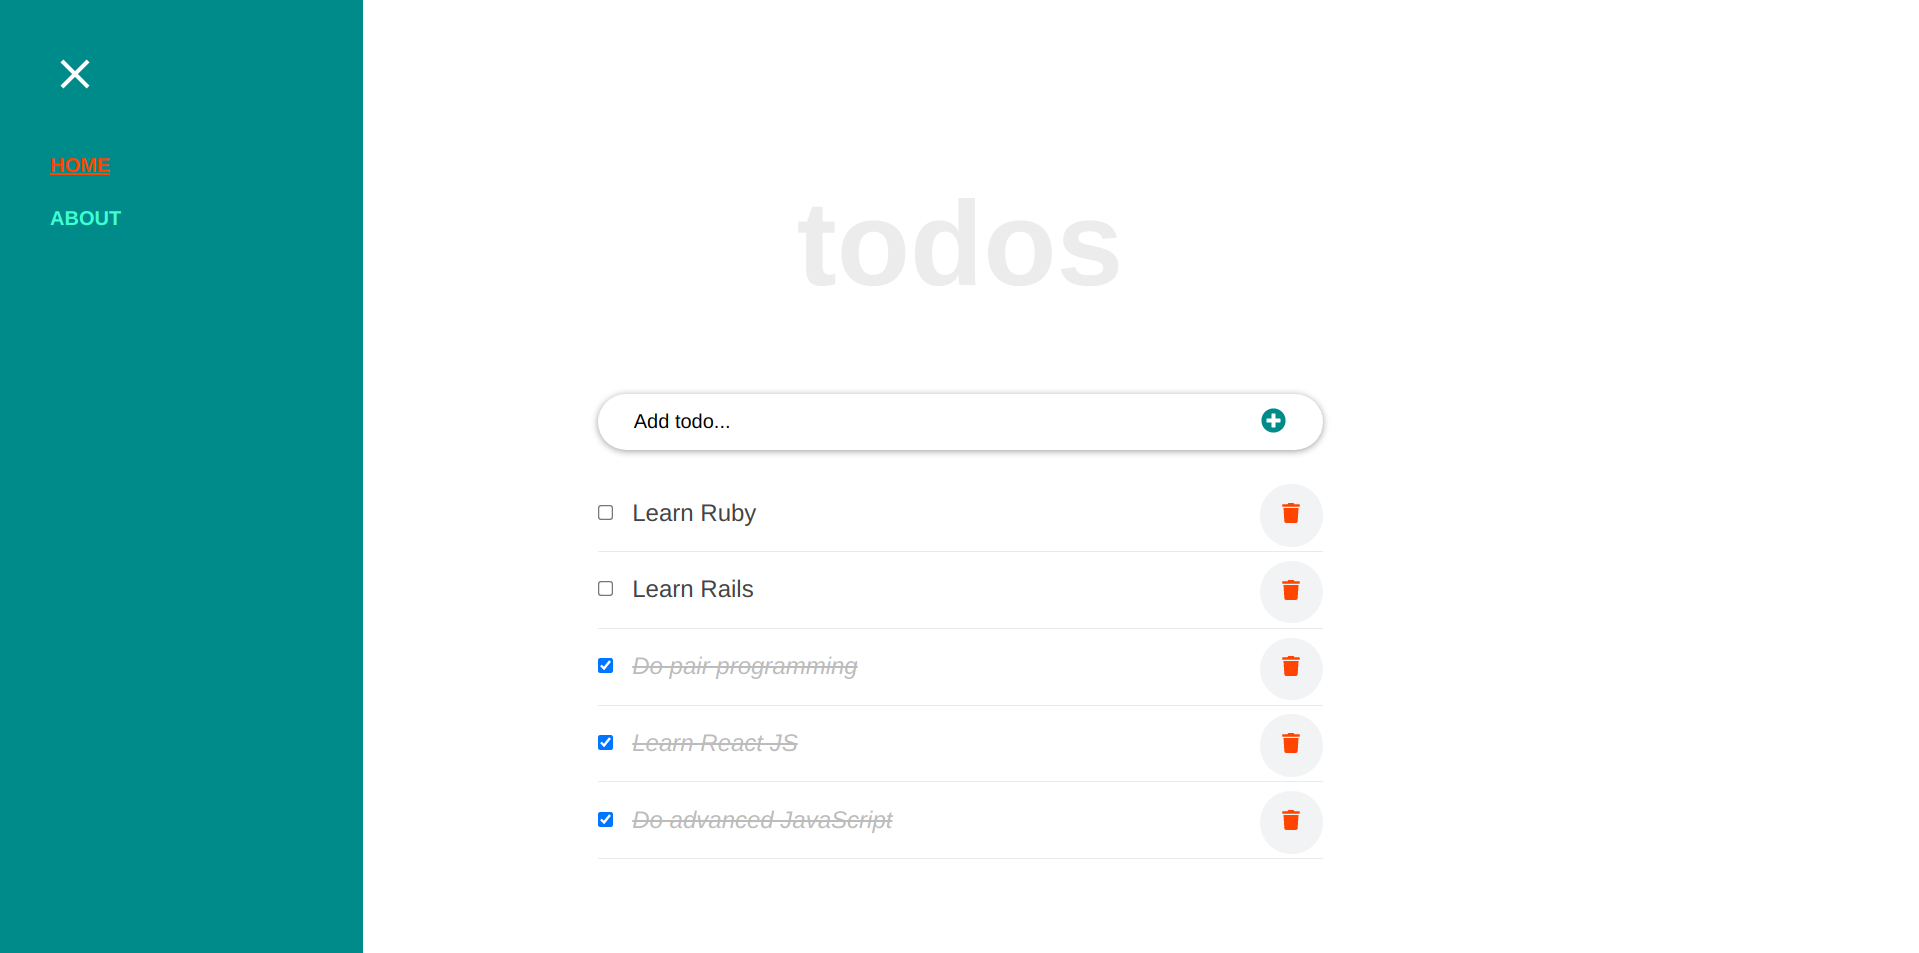 HOME
ABOUT
todos
Add todo...
Learn Ruby
Learn Rails
Do pair programming
Learn React JS
Do advanced JavaScript